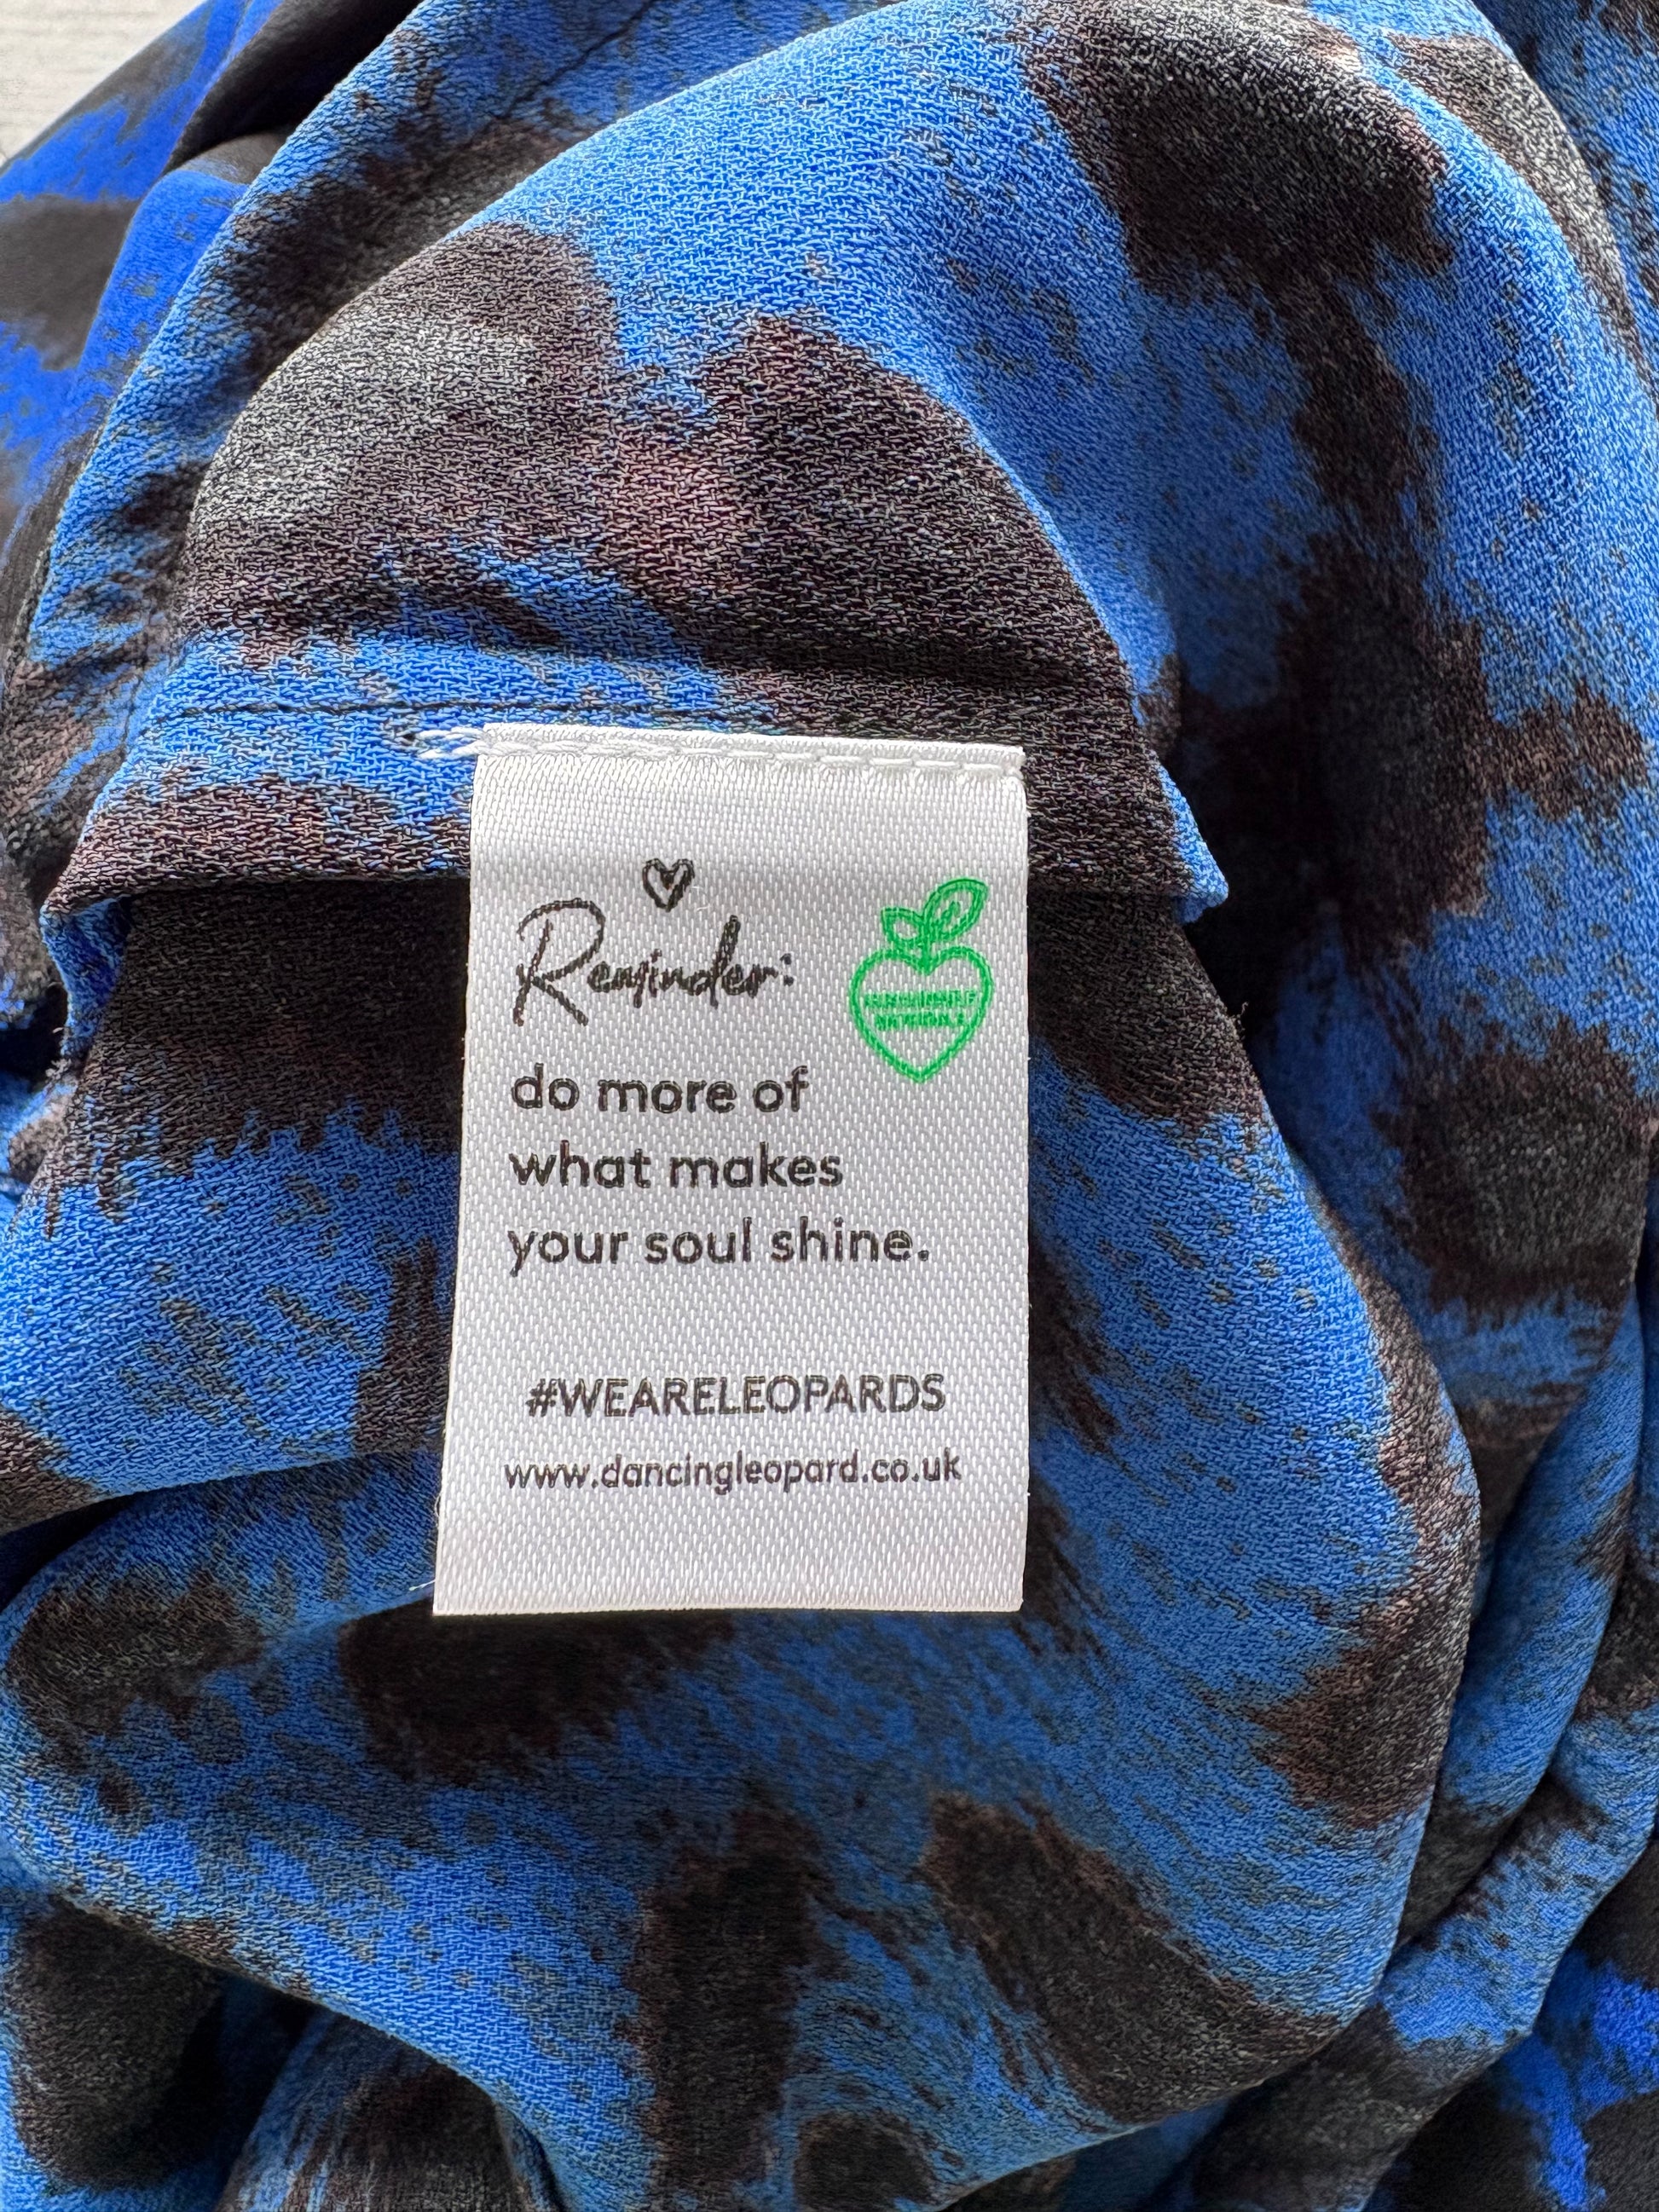 Reminder:
do more of
what makes
your soul shine.
#WEARELEOPARDS
www.dancingleopard.co.uk